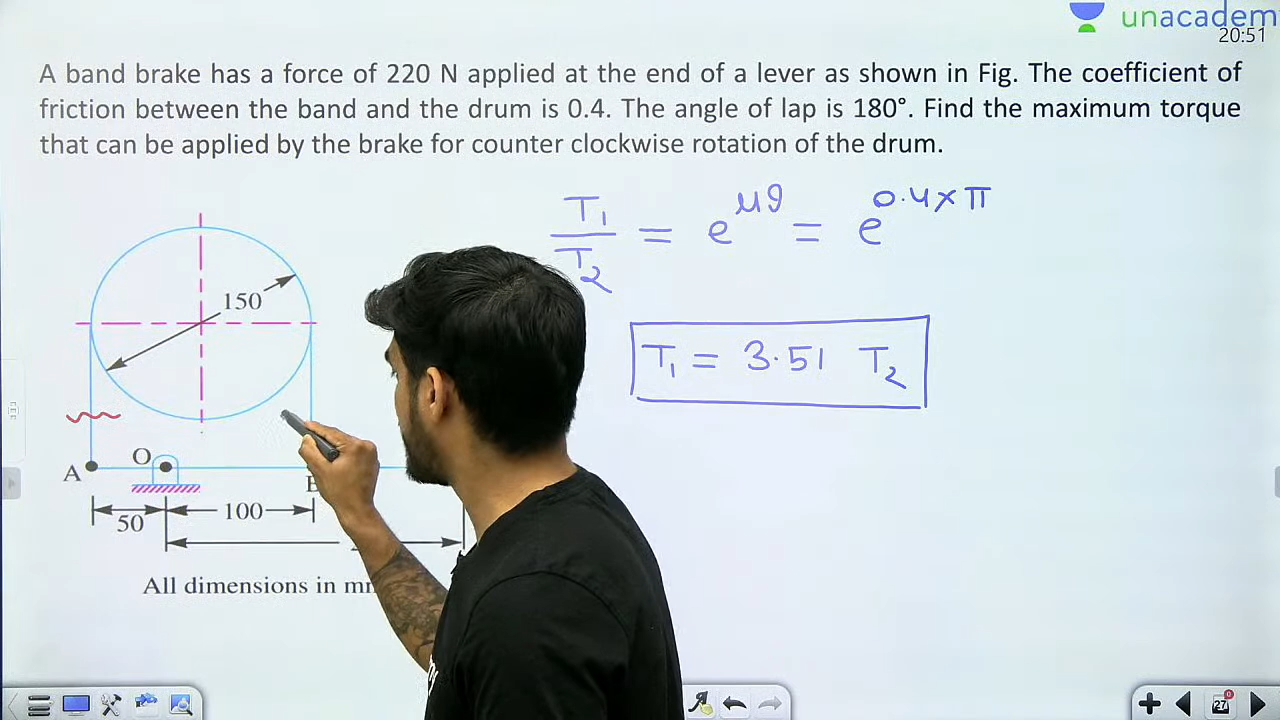 unacadem
20:51
A band brake has a force of 220 N applied at the end of a lever as shown in Fig. The coefficient of
friction between the band and the drum is 0.4. The angle of lap is 180°. Find the maximum torque
that can be applied by the brake for counter clockwise rotation of the drum.
T₁/T₂ = e^μθ = e^0.4×π
150
T₁ = 3.51 T₂
O
A
50
100
All dimensions in
27